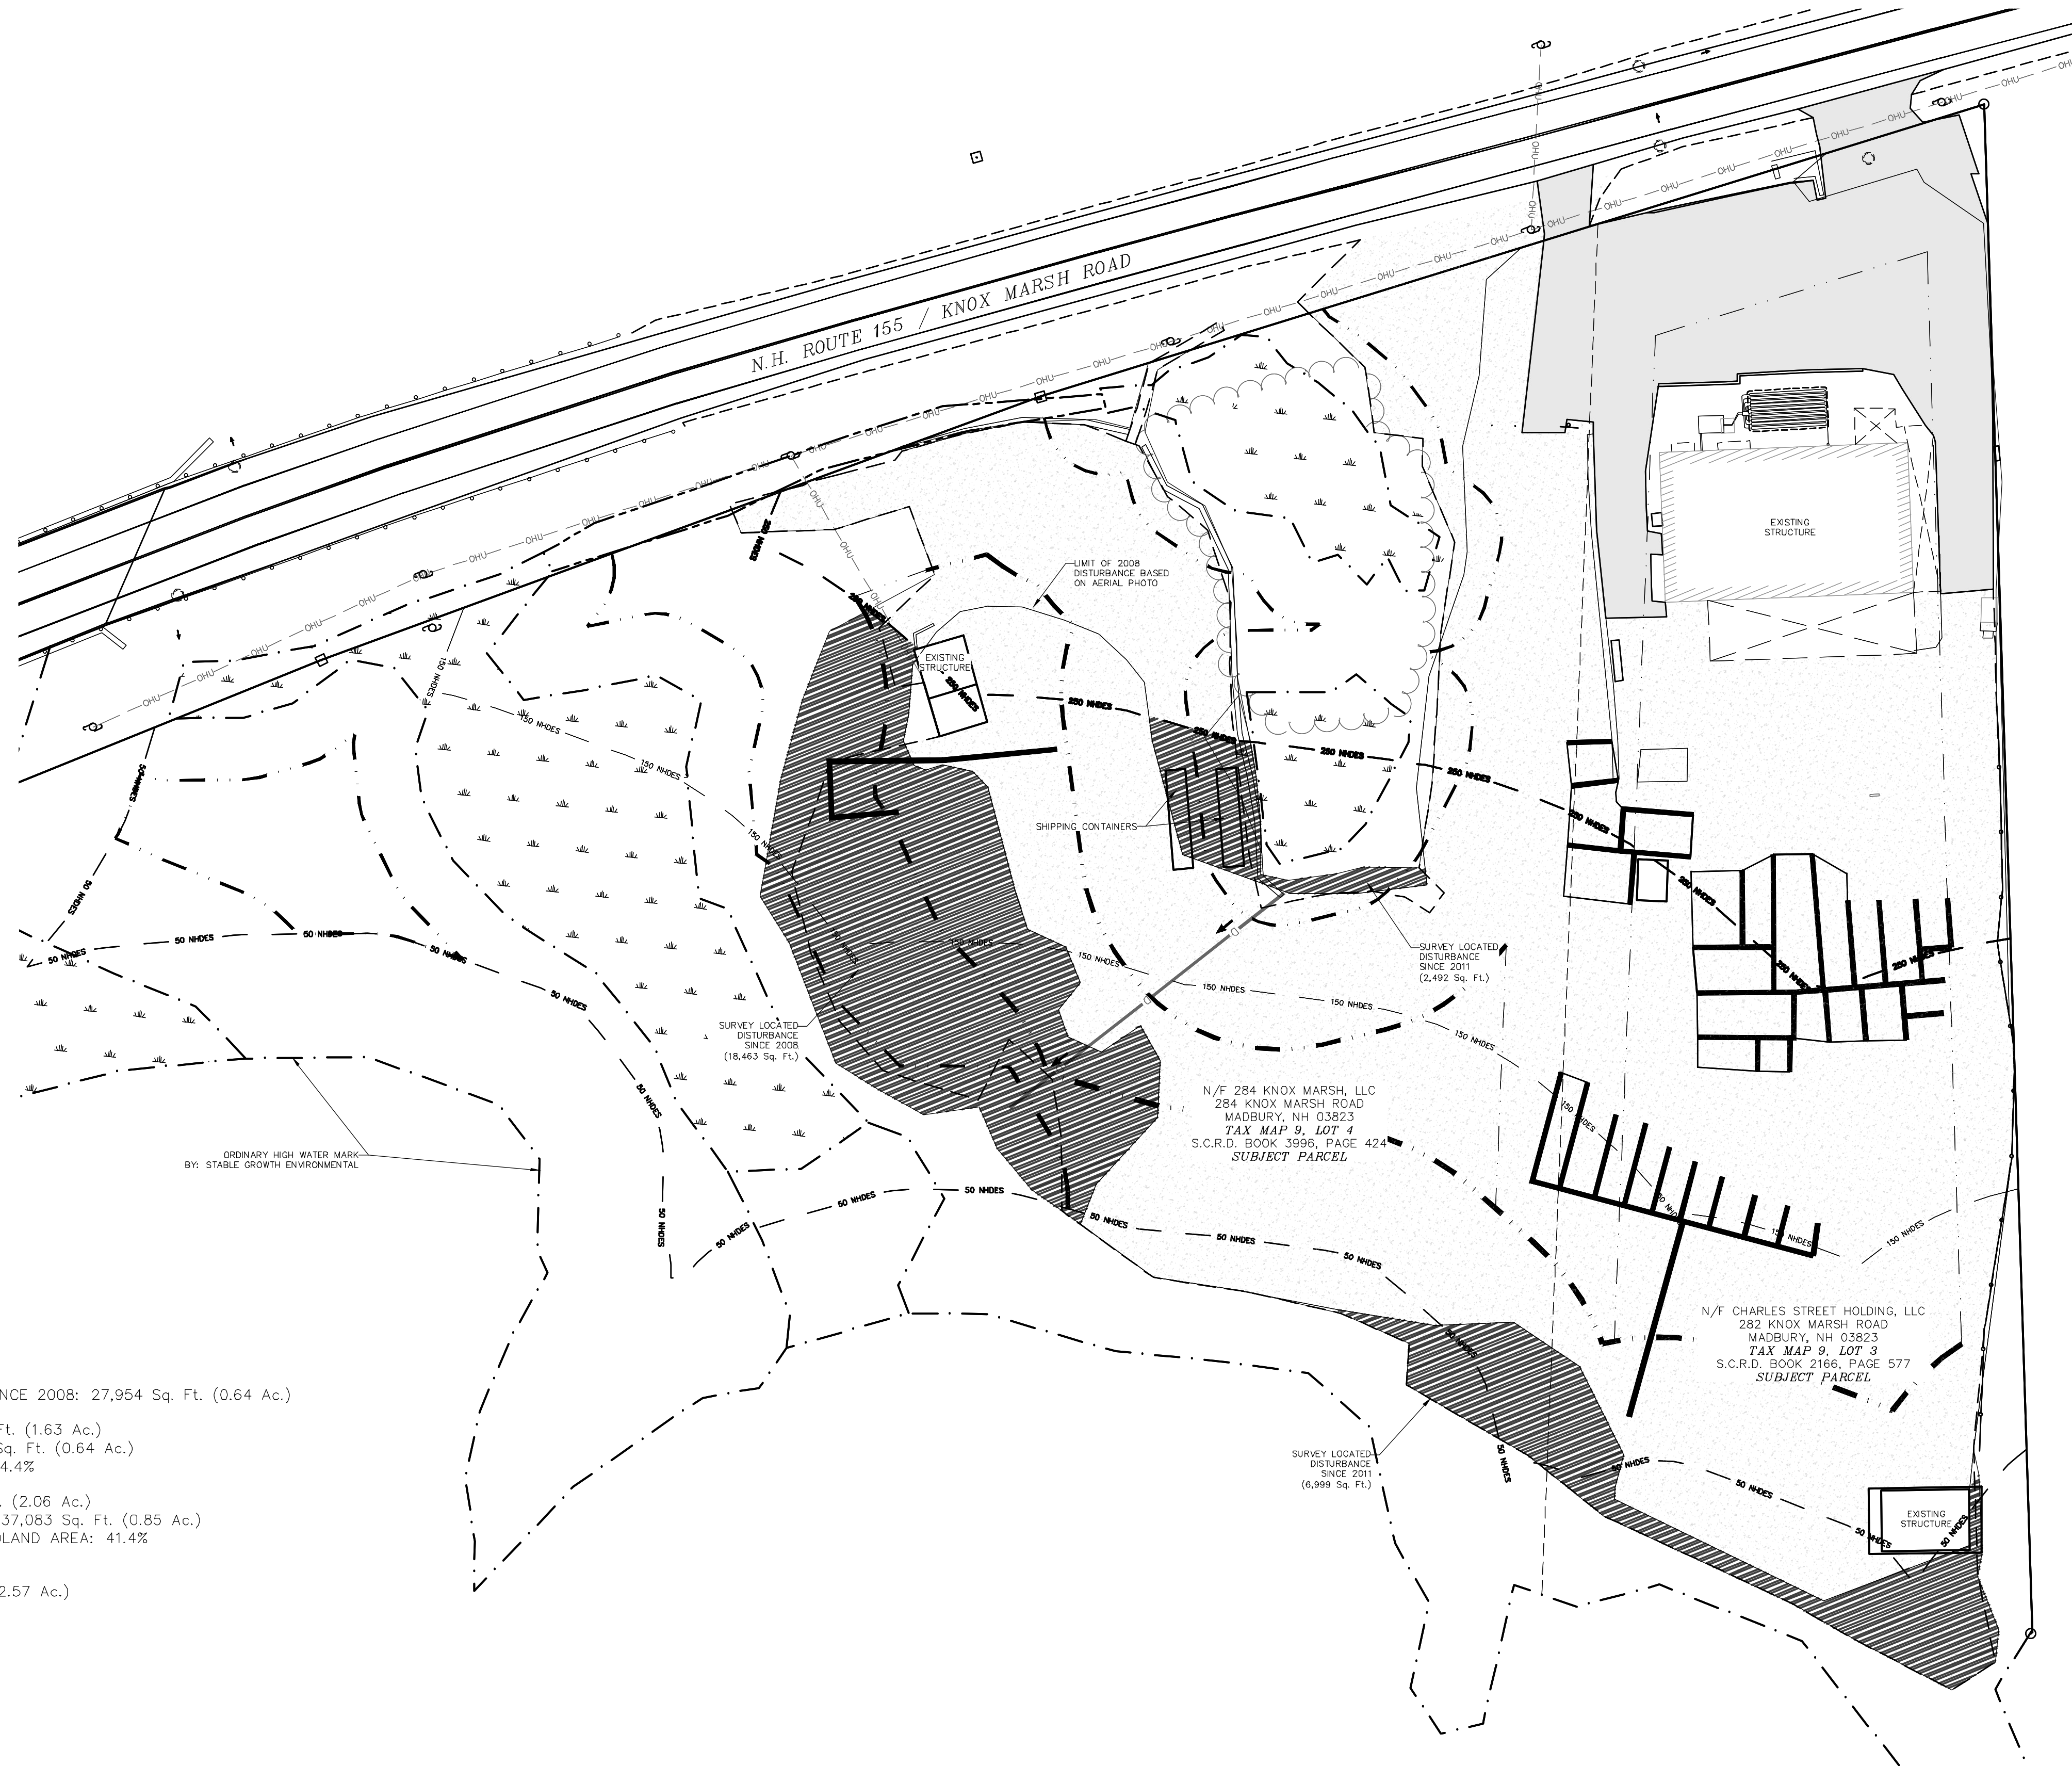 N.H. ROUTE 155 / KNOX MARSH ROAD
OHU
EXISTING
STRUCTURE
LIMIT OF 2008
DISTURBANCE BASED
ON AERIAL PHOTO
EXISTING
STRUCTURE
250 NHDES
150 NHDES
50 NHDES
SHIPPING CONTAINERS
SURVEY LOCATED
DISTURBANCE
SINCE 2011
(2,492 Sq. Ft.)
SURVEY LOCATED
DISTURBANCE
SINCE 2008
(18,463 Sq. Ft.)
N/F 284 KNOX MARSH, LLC
284 KNOX MARSH ROAD
MADBURY, NH 03823
TAX MAP 9, LOT 4
S.C.R.D. BOOK 3996, PAGE 424
SUBJECT PARCEL
ORDINARY HIGH WATER MARK
BY: STABLE GROWTH ENVIRONMENTAL
N/F CHARLES STREET HOLDING, LLC
282 KNOX MARSH ROAD
MADBURY, NH 03823
TAX MAP 9, LOT 3
S.C.R.D. BOOK 2166, PAGE 577
SUBJECT PARCEL
NCE 2008: 27,954 Sq. Ft. (0.64 Ac.)
Ft. (1.63 Ac.)
Sq. Ft. (0.64 Ac.)
4.4%
. (2.06 Ac.)
37,083 Sq. Ft. (0.85 Ac.)
LAND AREA: 41.4%
2.57 Ac.)
SURVEY LOCATED
DISTURBANCE
SINCE 2011
(6,999 Sq. Ft.)
EXISTING
STRUCTURE